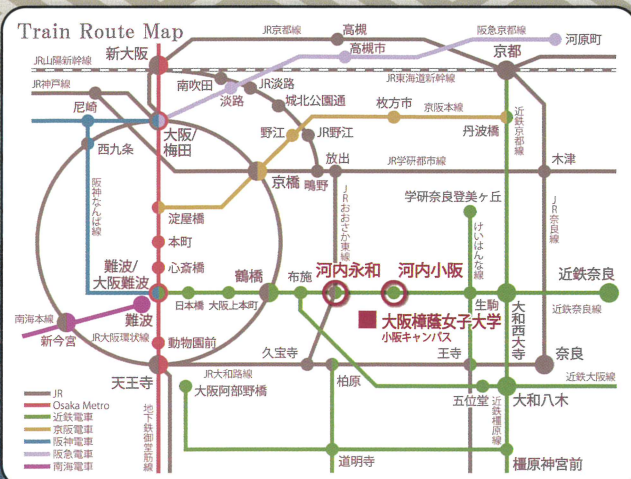 Train Route Map
JR京都線
高槻
阪急京都線
河原町
新大阪
高槻市
京都
JR山陽新幹線
JR東海道新幹線
南吹田
JR淡路
JR神戸線
淡路
城北公園通
尼崎
枚方市
京阪本線
近鉄京都線
大阪/
梅田
野江
JR野江
丹波橋
西九条
放出
JR学研都市線
木津
京橋
鴫野
阪神なんば線
JRおおさか東線
学研奈良登美ヶ丘
JR奈良線
淀屋橋
けいはんな線
本町
心斎橋
難波/
大阪難波
鶴橋
布施
河内永和
河内小阪
近鉄奈良
日本橋
大阪上本町
生駒
大和西大寺
近鉄奈良線
南海本線
難波
大阪樟蔭女子大学
小阪キャンパス
新今宮
JR大阪環状線
動物園前
久宝寺
王寺
奈良
天王寺
JR大和路線
柏原
近鉄大阪線
大阪阿部野橋
五位堂
大和八木
JR
Osaka Metro
近鉄電車
京阪電車
阪神電車
阪急電車
南海電車
地下鉄御堂筋線
近鉄橿原線
道明寺
橿原神宮前